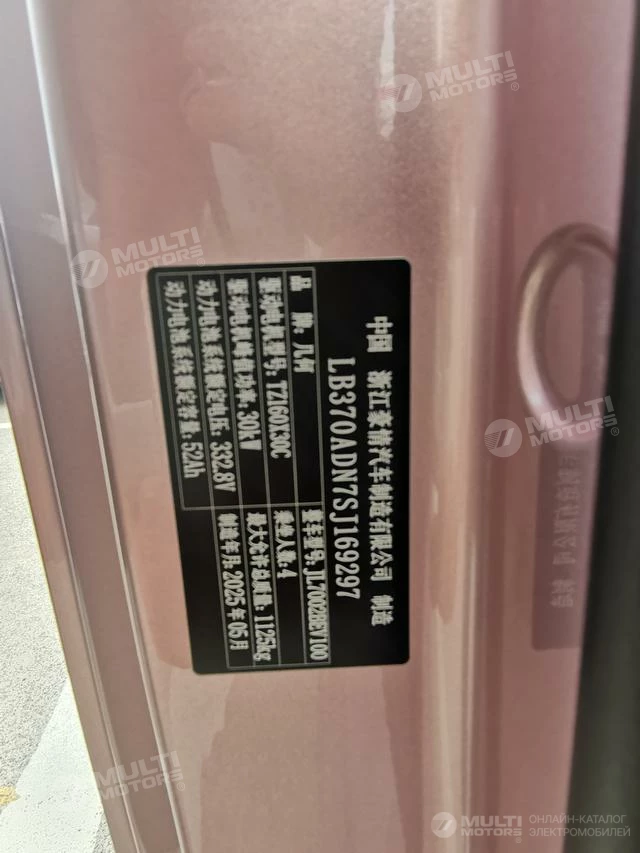 中国 浙江豪情汽车制造有限公司 制造
LB370ADN7SJ169297
品 牌：几何
整车型号：JL7002BEV100
驱动电机型号：TZ160X30C
乘坐人数：4
驱动电机峰值功率：30kW
最大允许总质量：1125kg
动力电池系统额定电压：332.8V
制造年月：2025年05月
动力电池系统额定容量：52Ah
MULTI
MOTORS®
MULTI
MOTORS®
MULTI
MOTORS®
MULTI
MOTORS®
MULTI
MOTORS®
ОНЛАЙН-КАТАЛОГ
ЭЛЕКТРОМОБИЛЕЙ